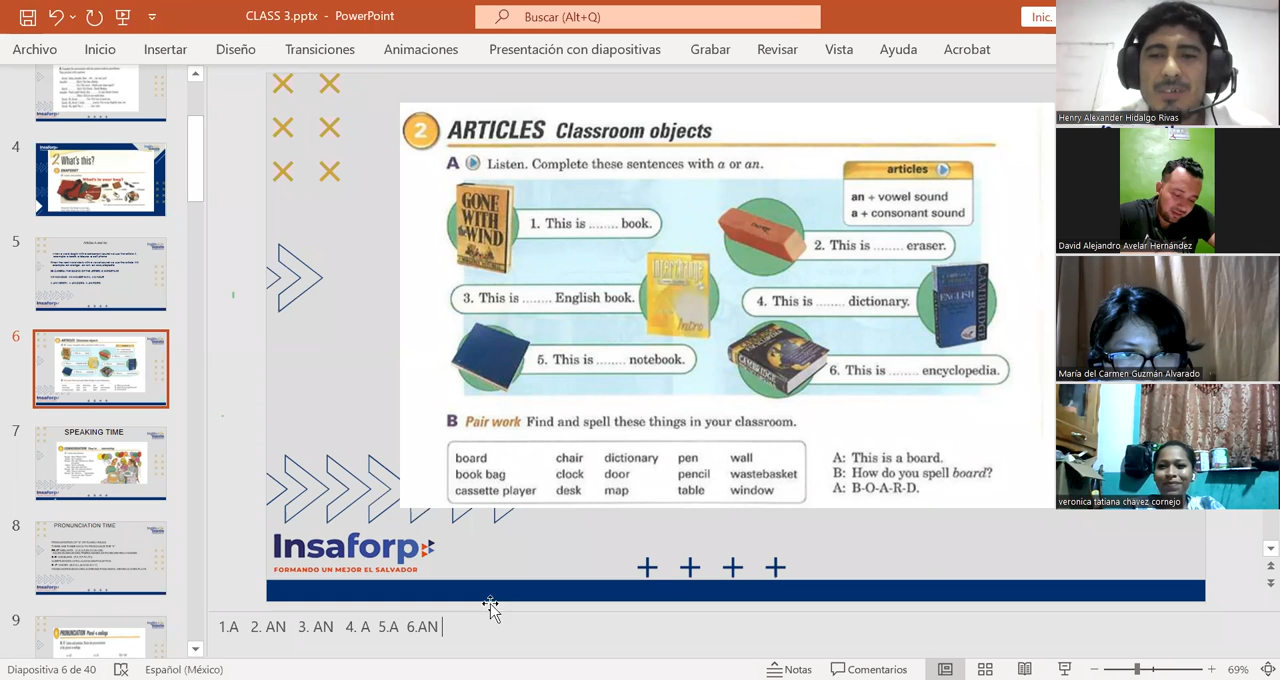 CLASS 3.pptx - PowerPoint
Buscar (Alt+Q)
Inic.
Archivo Inicio Insertar Diseño Transiciones Animaciones Presentación con diapositivas Grabar Revisar Vista Ayuda Acrobat
4
2 What's this?
SNAPSHOT
What's in your bag?
5
6
7
SPEAKING TIME
8
PRONUNCIATION TIME
9
2 ARTICLES Classroom objects
A Listen. Complete these sentences with a or an.
articles
an + vowel sound
a + consonant sound
GONE WITH the WIND
1. This is ........ book.
2. This is ........ eraser.
3. This is ........ English book.
Intro
4. This is ........ dictionary.
ENGLISH
CAMBRIDGE
5. This is ........ notebook.
CAMBRIDGE
6. This is ........ encyclopedia.
B Pair work Find and spell these things in your classroom.
board chair dictionary pen wall
book bag clock door pencil wastebasket
cassette player desk map table window
A: This is a board.
B: How do you spell board?
A: B-O-A-R-D.
Insaforp
FORMANDO UN MEJOR EL SALVADOR
1.A 2. AN 3. AN 4. A 5.A 6.AN
Diapositiva 6 de 40 Español (México) Notas Comentarios 69%
Henry Alexander Hidalgo Rivas
David Alejandro Avelar Hernández
María del Carmen Guzmán Alvarado
veronica tatiana chavez cornejo